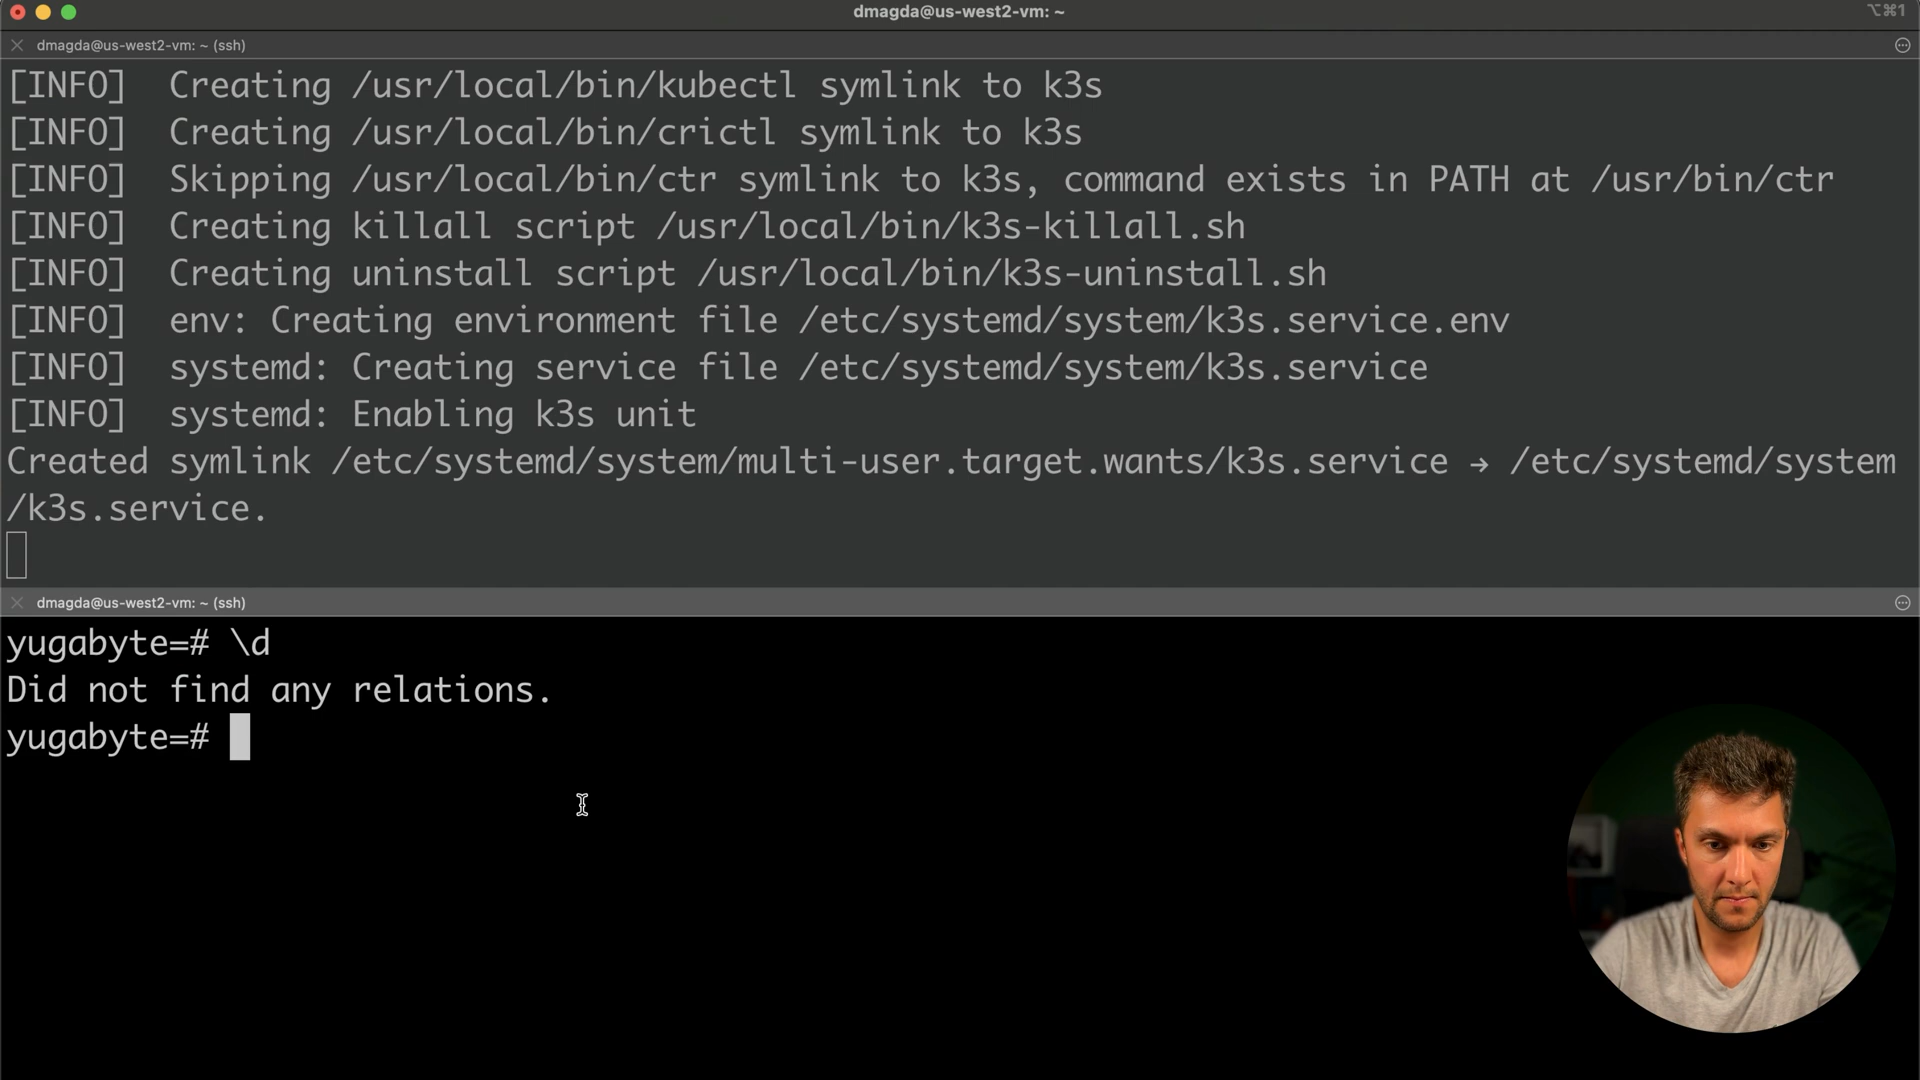 dmagda@us-west2-vm: ~
⌥⌘1
dmagda@us-west2-vm: ~ (ssh)
[INFO]  Creating /usr/local/bin/kubectl symlink to k3s
[INFO]  Creating /usr/local/bin/crictl symlink to k3s
[INFO]  Skipping /usr/local/bin/ctr symlink to k3s, command exists in PATH at /usr/bin/ctr
[INFO]  Creating killall script /usr/local/bin/k3s-killall.sh
[INFO]  Creating uninstall script /usr/local/bin/k3s-uninstall.sh
[INFO]  env: Creating environment file /etc/systemd/system/k3s.service.env
[INFO]  systemd: Creating service file /etc/systemd/system/k3s.service
[INFO]  systemd: Enabling k3s unit
Created symlink /etc/systemd/system/multi-user.target.wants/k3s.service → /etc/systemd/system
/k3s.service.
dmagda@us-west2-vm: ~ (ssh)
yugabyte=# \d
Did not find any relations.
yugabyte=#